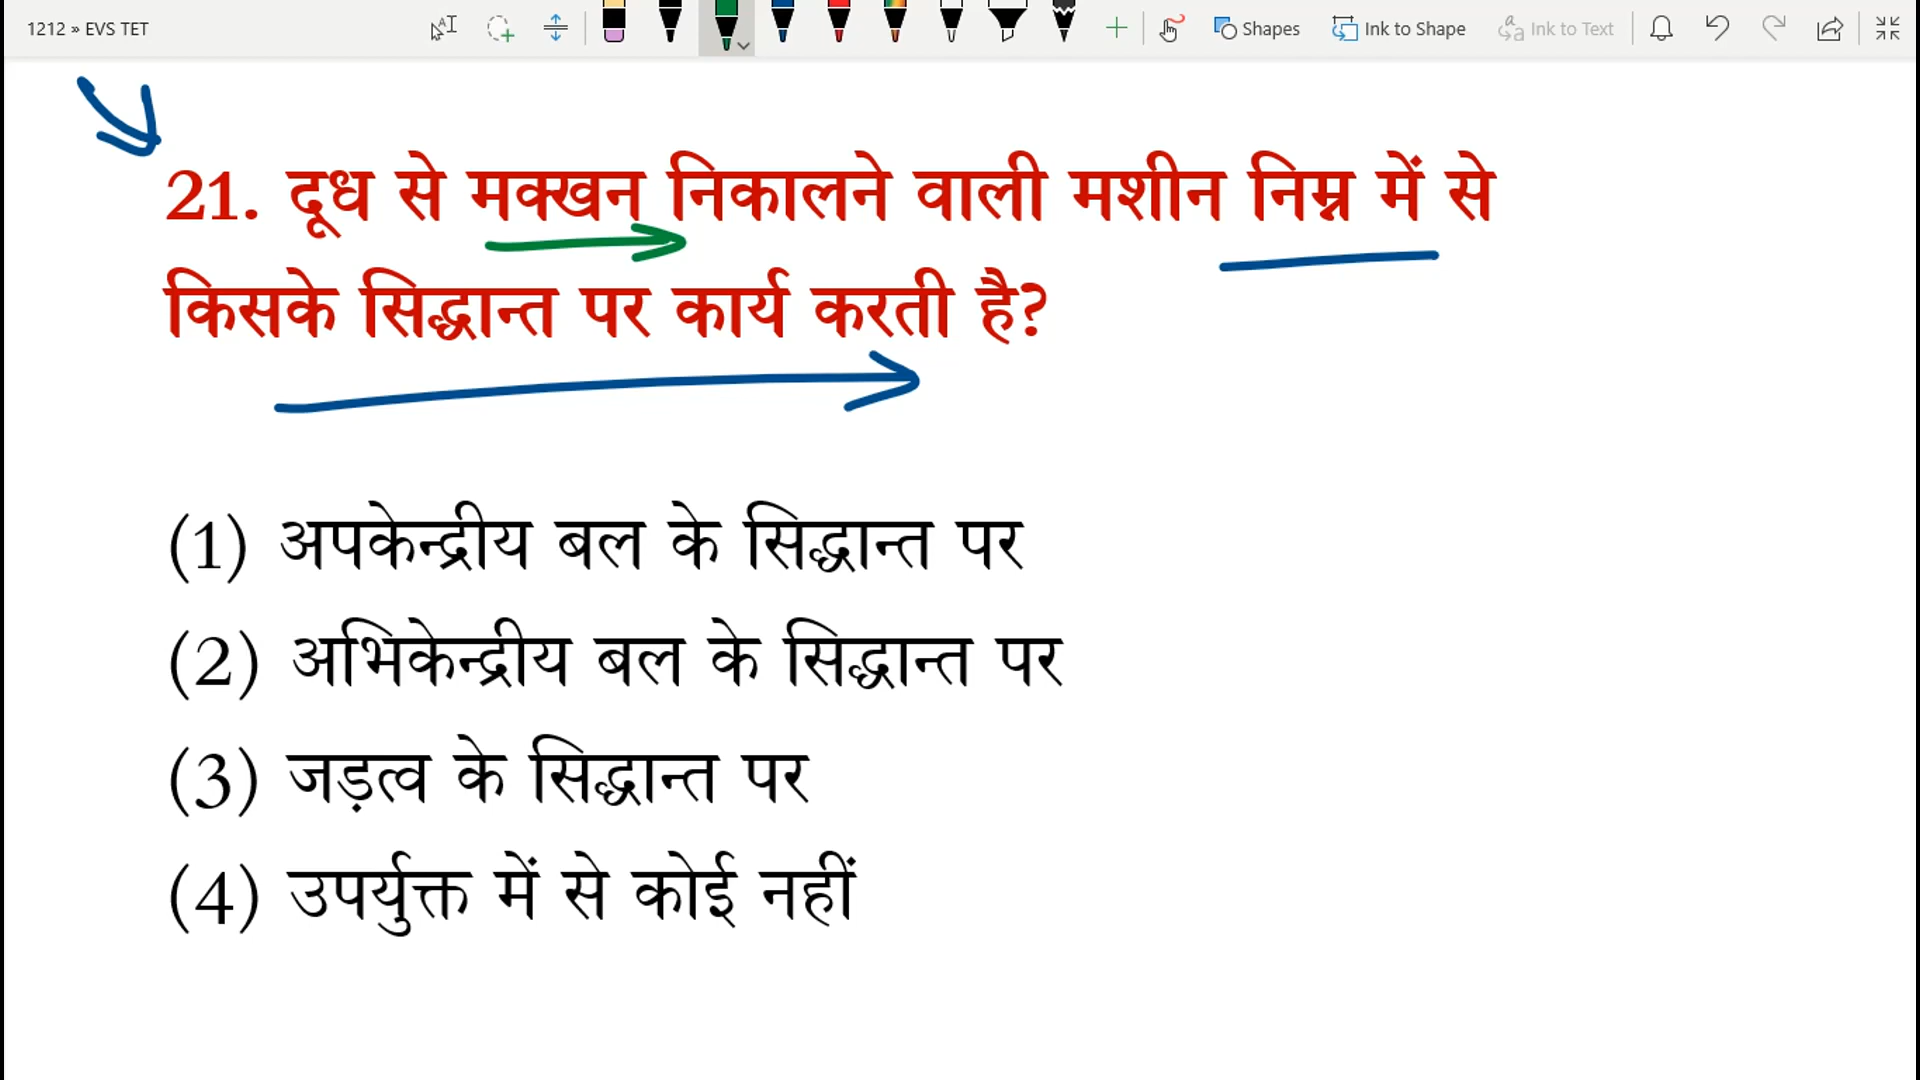 1212 » EVS TET
Shapes
Ink to Shape
Ink to Text
21. दूध से मक्खन निकालने वाली मशीन निम्न में से
किसके सिद्धान्त पर कार्य करती है?
(1) अपकेन्द्रीय बल के सिद्धान्त पर
(2) अभिकेन्द्रीय बल के सिद्धान्त पर
(3) जड़त्व के सिद्धान्त पर
(4) उपर्युक्त में से कोई नहीं